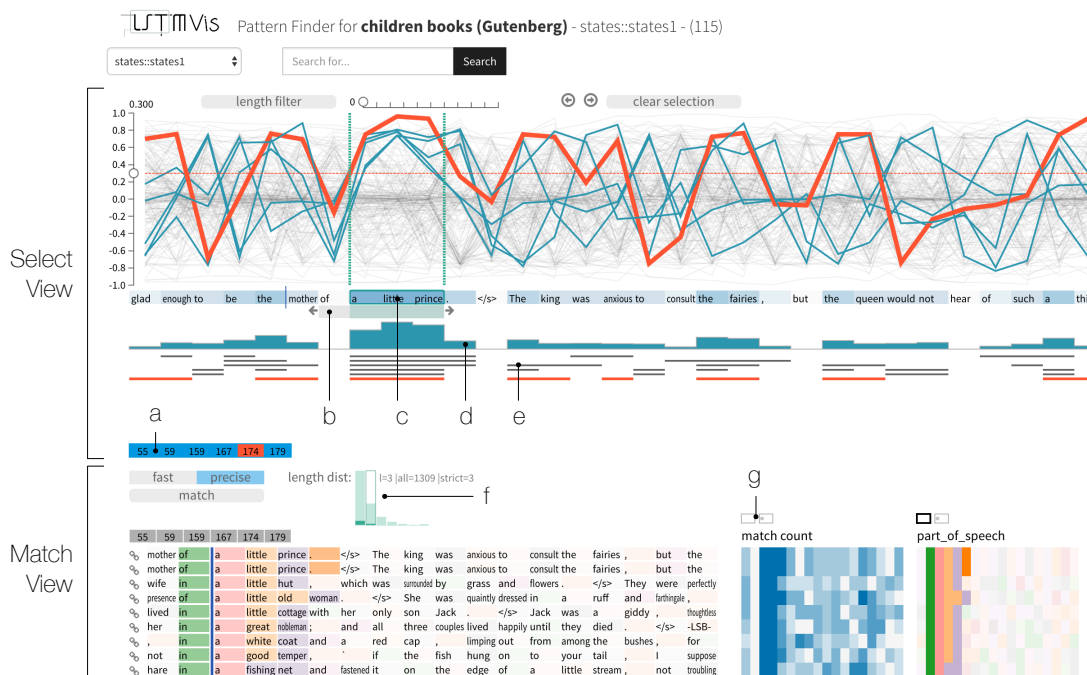 LSTMVis Pattern Finder for children books (Gutenberg) - states::states1 - (115)
states::states1 Search for... Search
0.300 length filter 0 clear selection
1.0
0.8
0.6
0.4
0.2
0.0
-0.2
-0.4
-0.6
-0.8
-1.0
Select
View
glad enough to be the mother of a little prince . </s> The king was anxious to consult the fairies , but the queen would not hear of such a thi
b c d e
a
55 59 159 167 174 179
fast precise
match
length dist: l=3 |all=1309 |strict=3
f
g
Match
View
match count part_of_speech
55 59 159 167 174 179
mother of a little prince . </s> The king was anxious to consult the fairies , but the
mother of a little prince . </s> The king was anxious to consult the fairies , but the
wife in a little hut , which was surrounded by grass and flowers . </s> They were perfectly
presence of a little old woman . </s> She was quaintly dressed in a ruff and farthingale ,
lived in a little cottage with her only son Jack . </s> Jack was a giddy , thoughtless
her in a great nobleman ; and all three couples lived happily until they died . </s> -LSB-
, in a white coat and a red cap , limping out from among the bushes , for
not in a good temper , ` if the fish hung on to your tail , I suppose
hare in a fishing net and fastened it on the edge of a little stream , not troubling